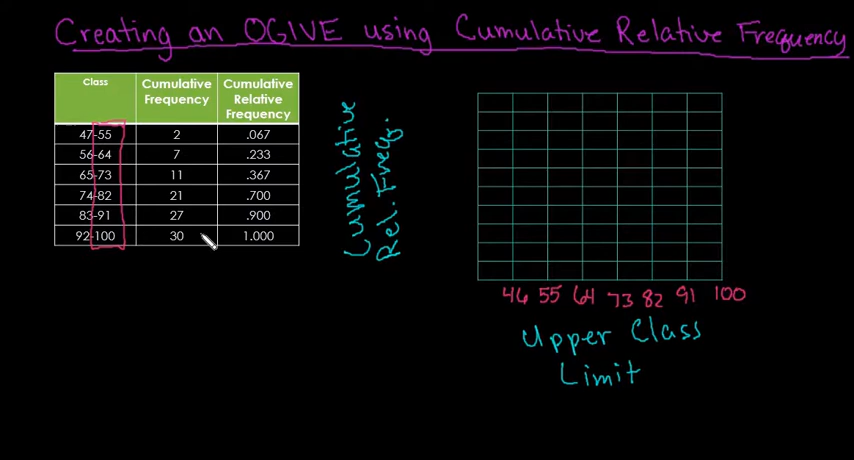 Creating an OGIVE using Cumulative Relative Frequency
Class Cumulative Frequency Cumulative Relative Frequency
47-55 2 .067
56-64 7 .233
65-73 11 .367
74-82 21 .700
83-91 27 .900
92-100 30 1.000
Cumulative
Rel. Freq.
46 55 64 73 82 91 100
Upper Class
Limit